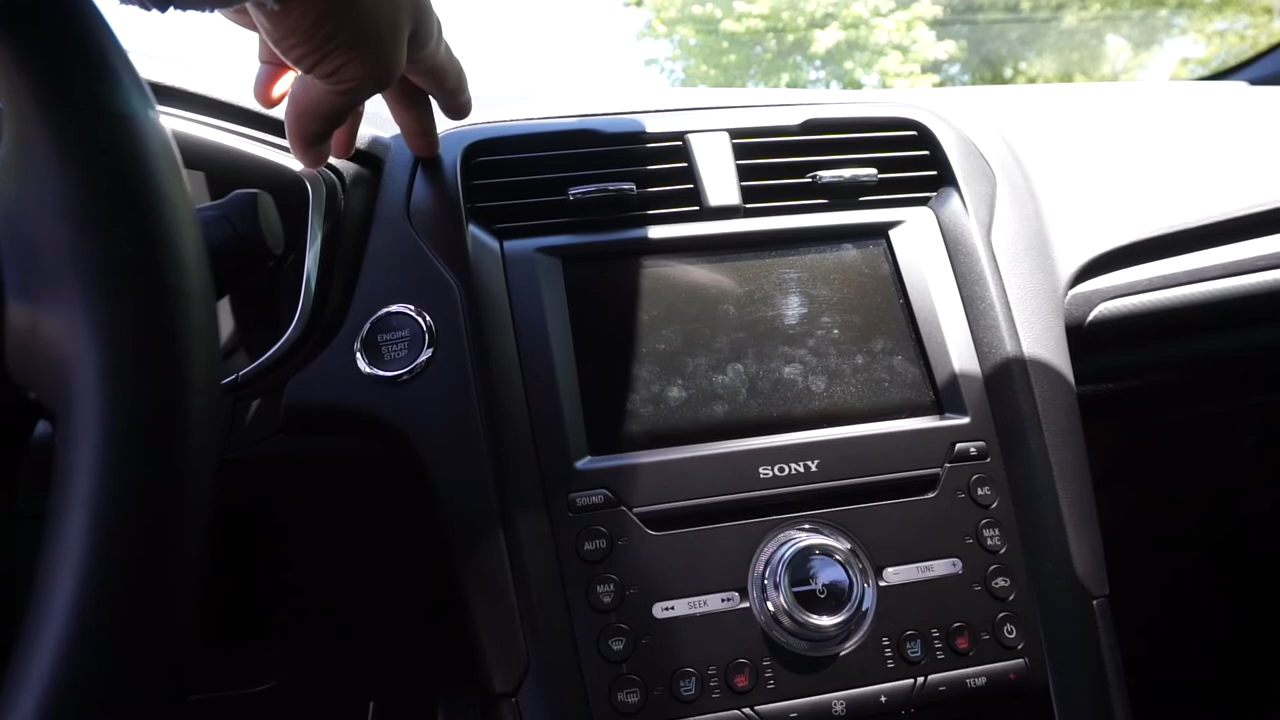 ENGINE
START
STOP
SONY
SOUND
A/C
AUTO
MAX
A/C
MAX
SEEK
TUNE
- +
R
A/C
A/C
- +
- TEMP +